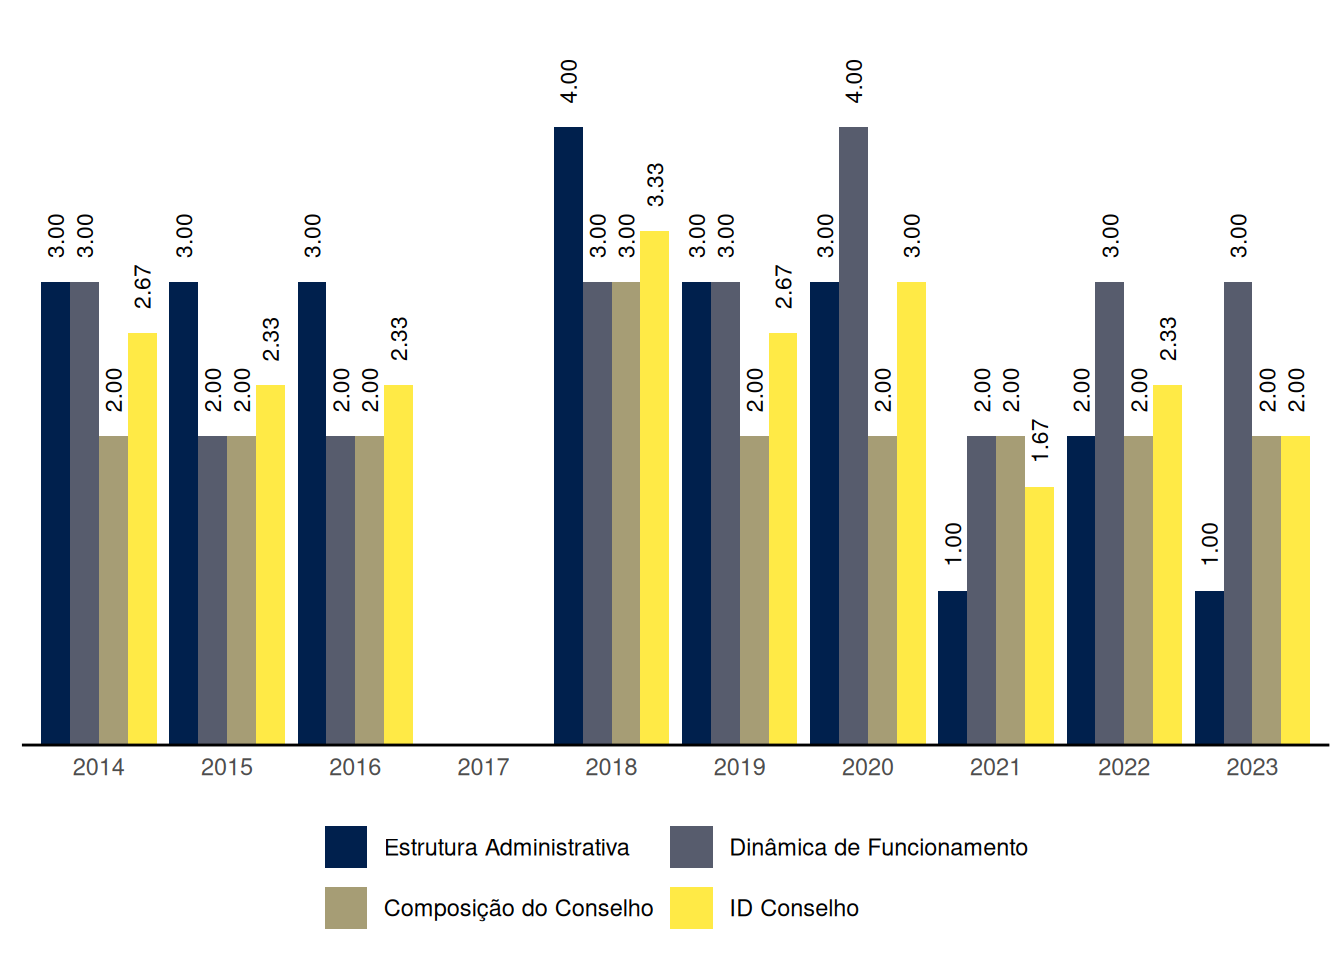 4.00 4.00
3.33
3.00 3.00 3.00 3.00 3.00 3.00 3.00 3.00 3.00 3.00 3.00 3.00
2.67 2.67
2.33 2.33 2.33
2.00 2.00 2.00 2.00 2.00 2.00 2.00 2.00 2.00 2.00 2.00 2.00 2.00
1.67
1.00 1.00
2014 2015 2016 2017 2018 2019 2020 2021 2022 2023
Estrutura Administrativa Dinâmica de Funcionamento
Composição do Conselho ID Conselho